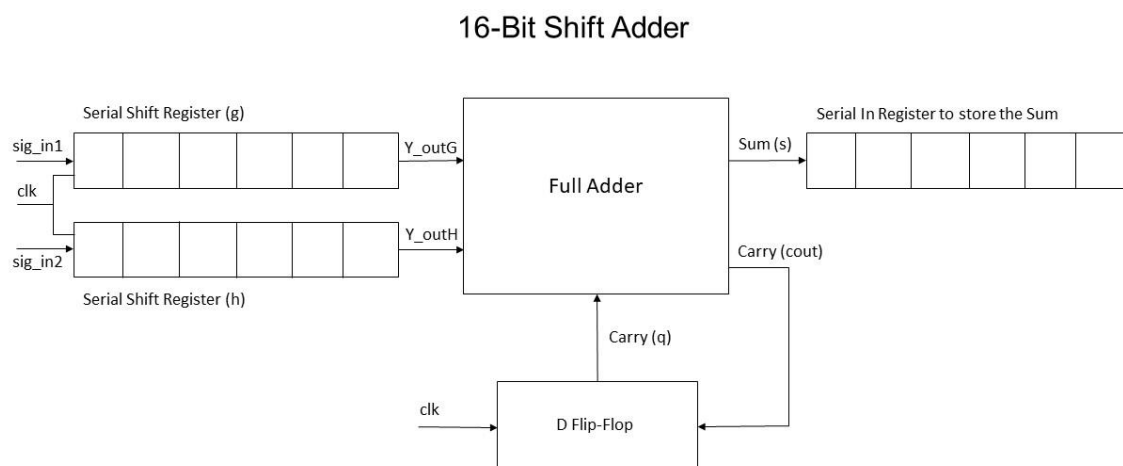 16-Bit Shift Adder
Serial Shift Register (g)
Serial In Register to store the Sum
sig_in1
Y_outG
Sum (s)
Full Adder
clk
Y_outH
sig_in2
Carry (cout)
Serial Shift Register (h)
Carry (q)
clk
D Flip-Flop